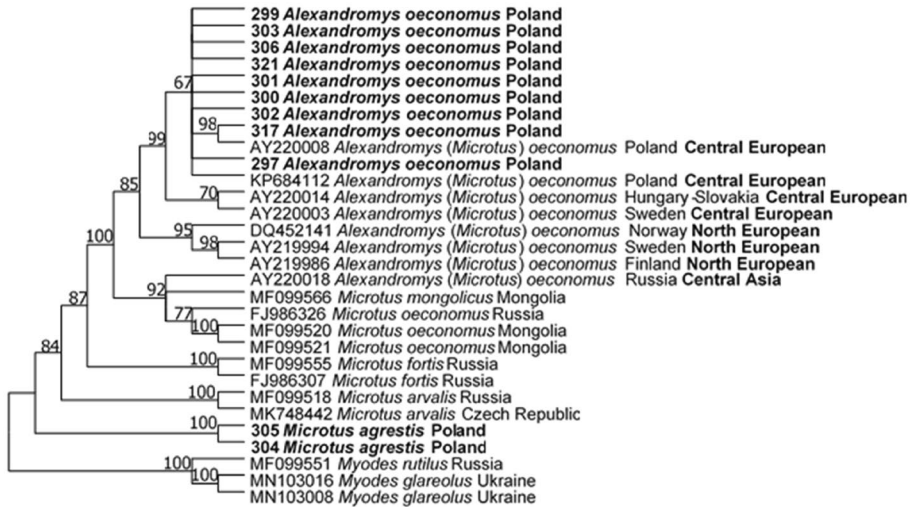 299 Alexandromys oeconomus Poland
303 Alexandromys oeconomus Poland
306 Alexandromys oeconomus Poland
321 Alexandromys oeconomus Poland
67
301 Alexandromys oeconomus Poland
300 Alexandromys oeconomus Poland
302 Alexandromys oeconomus Poland
98
317 Alexandromys oeconomus Poland
99
AY220008 Alexandromys (Microtus) oeconomus Poland Central European
297 Alexandromys oeconomus Poland
85
KP684112 Alexandromys (Microtus) oeconomus Poland Central European
70
AY220014 Alexandromys (Microtus) oeconomus Hungary-Slovakia Central European
AY220003 Alexandromys (Microtus) oeconomus Sweden Central European
100
95
DQ452141 Alexandromys (Microtus) oeconomus Norway North European
98
AY219994 Alexandromys (Microtus) oeconomus Sweden North European
AY219986 Alexandromys (Microtus) oeconomus Finland North European
92
AY220018 Alexandromys (Microtus) oeconomus Russia Central Asia
87
MF099566 Microtus mongolicus Mongolia
77
FJ986326 Microtus oeconomus Russia
100
MF099520 Microtus oeconomus Mongolia
84
MF099521 Microtus oeconomus Mongolia
100
MF099555 Microtus fortis Russia
FJ986307 Microtus fortis Russia
100
MF099518 Microtus arvalis Russia
MK748442 Microtus arvalis Czech Republic
100
305 Microtus agrestis Poland
304 Microtus agrestis Poland
100
MF099551 Myodes rutilus Russia
100
MN103016 Myodes glareolus Ukraine
MN103008 Myodes glareolus Ukraine